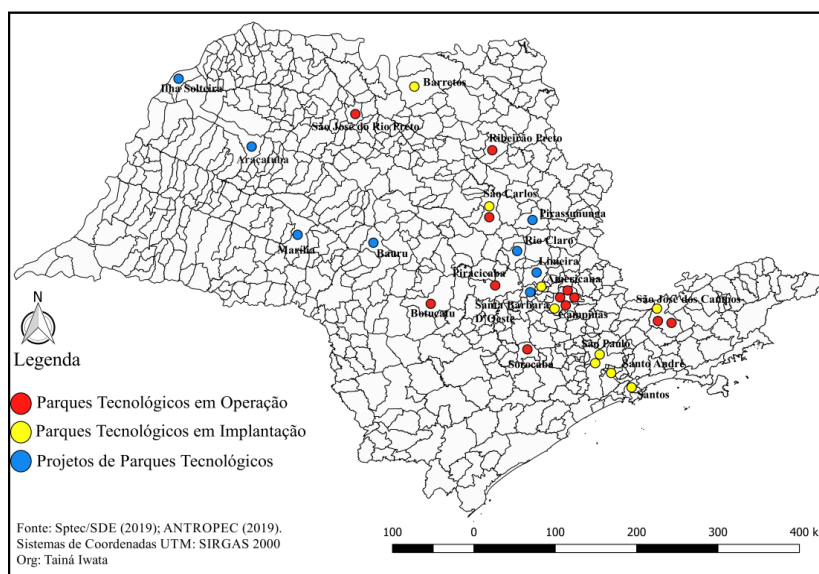 Ilha Solteira
Barretos
São José do Rio Preto
Ribeirão Preto
Araçatuba
São Carlos
Pirassununga
Marília
Bauru
Rio Claro
Limeira
Piracicaba
Americana
Botucatu
Santa Bárbara
D'Oeste
Campinas
São José dos Campos
Sorocaba
São Paulo
Santo André
Santos
N
Legenda
Parques Tecnológicos em Operação
Parques Tecnológicos em Implantação
Projetos de Parques Tecnológicos
Fonte: Sptec/SDE (2019); ANTROPEC (2019).
Sistemas de Coordenadas UTM: SIRGAS 2000
Org: Tainá Iwata
100 0 100 200 300 400 k